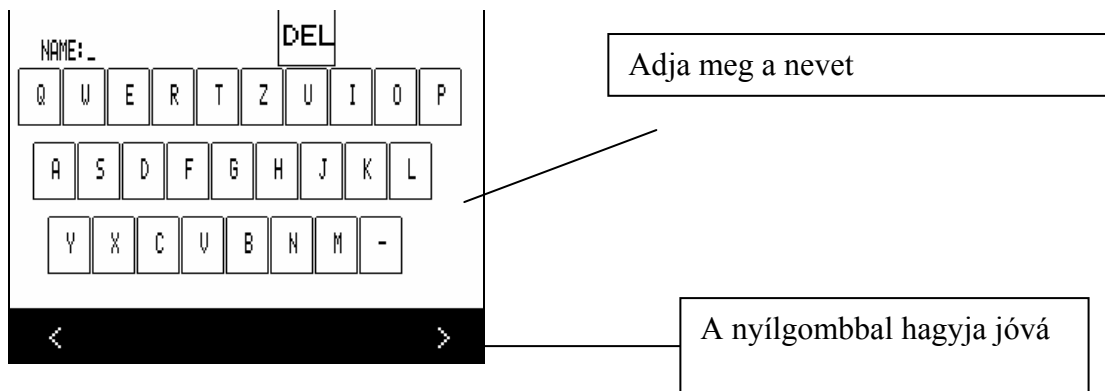 NAME:_
DEL
Q W E R T Z U I O P
A S D F G H J K L
Y X C V B N M -
< >
Adja meg a nevet
A nyílgombbal hagyja jóvá